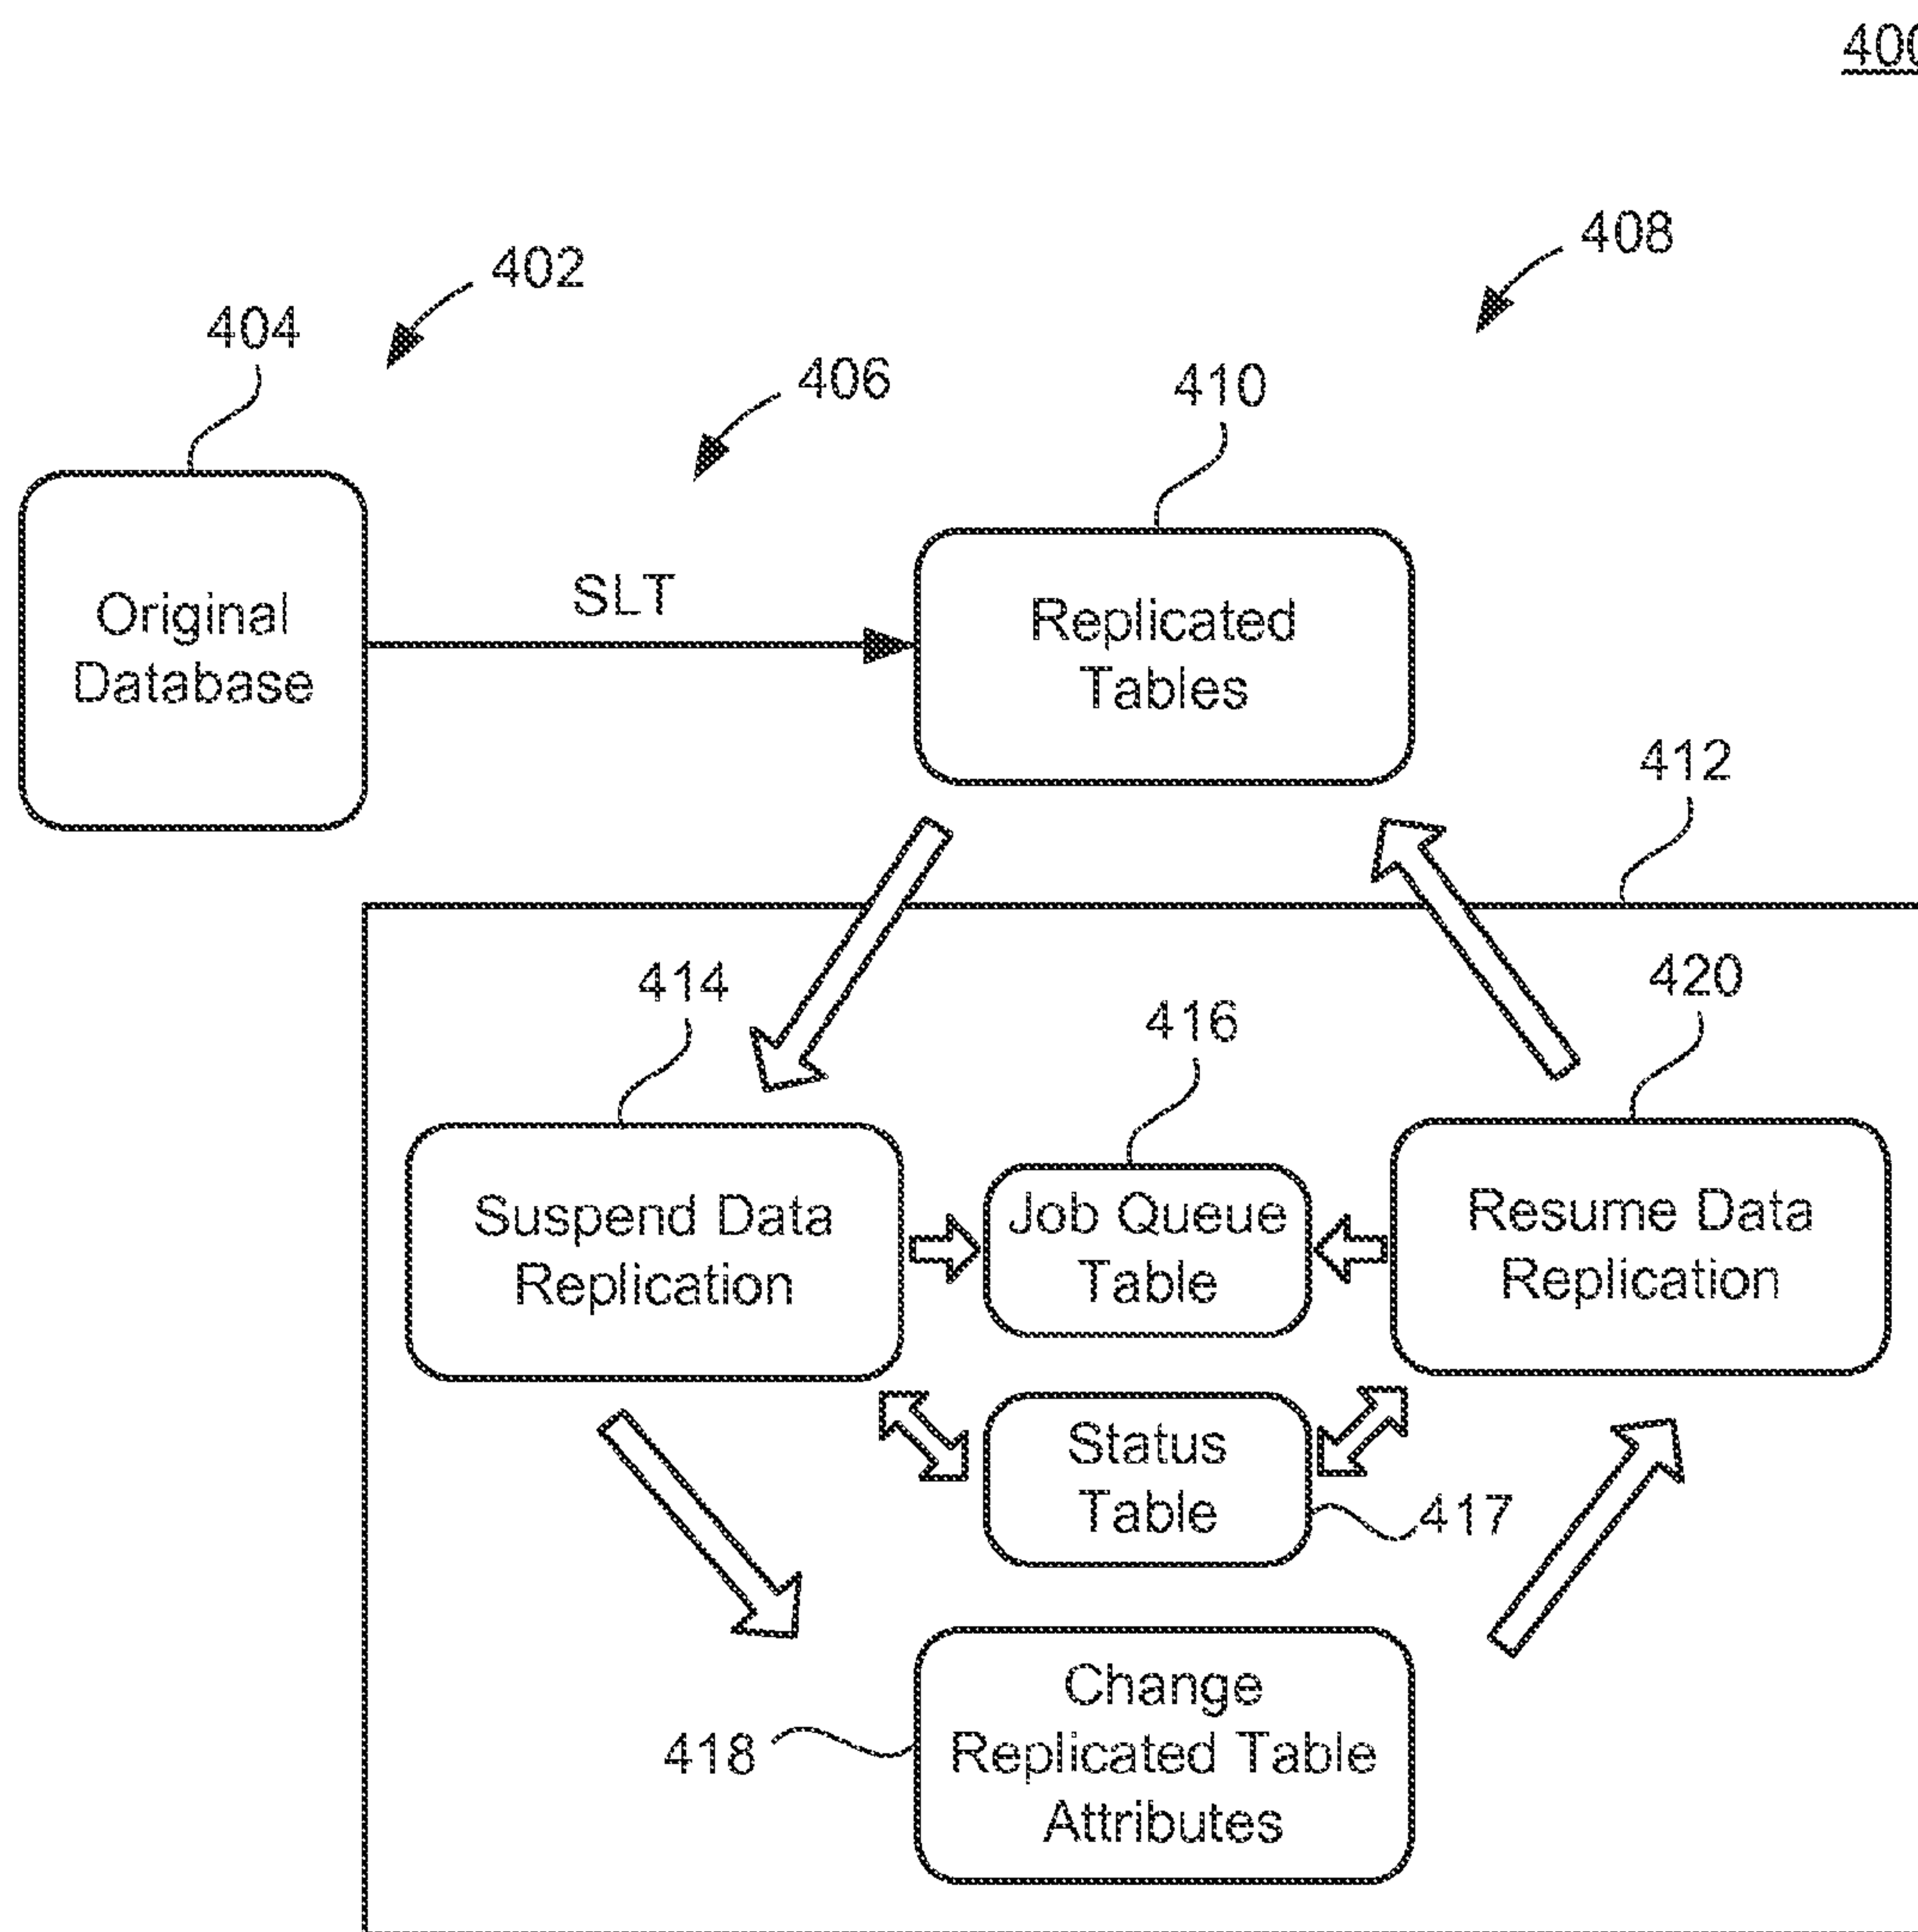 400
408
402
404
406
410
Original
Database
SLT
Replicated
Tables
412
414
416
420
Suspend Data
Replication
Job Queue
Table
Resume Data
Replication
Status
Table
417
418
Change
Replicated Table
Attributes